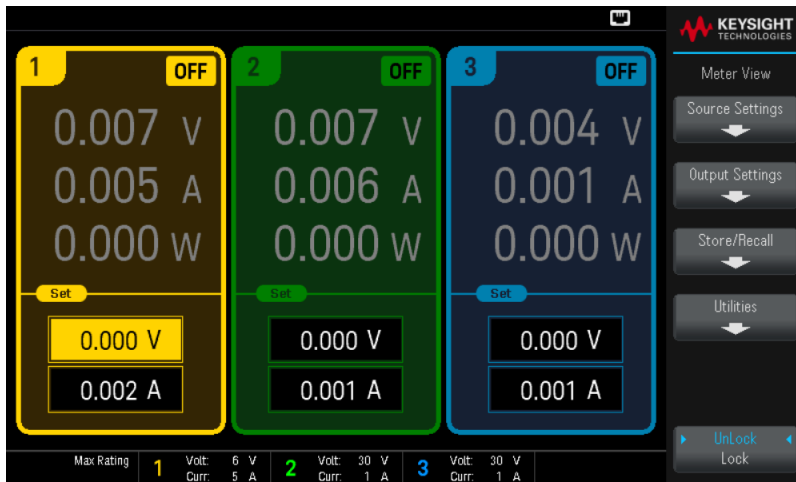 KEYSIGHT
TECHNOLOGIES
Meter View
1 OFF
0.007 V
0.005 A
0.000 W
Set
0.000 V
0.002 A
2 OFF
0.007 V
0.006 A
0.000 W
Set
0.000 V
0.001 A
3 OFF
0.004 V
0.001 A
0.000 W
Set
0.000 V
0.001 A
Source Settings
Output Settings
Store/Recall
Utilities
UnLock
Lock
Max Rating 1 Volt: 6 V 2 Volt: 30 V 3 Volt: 30 V
Curr: 5 A Curr: 1 A Curr: 1 A